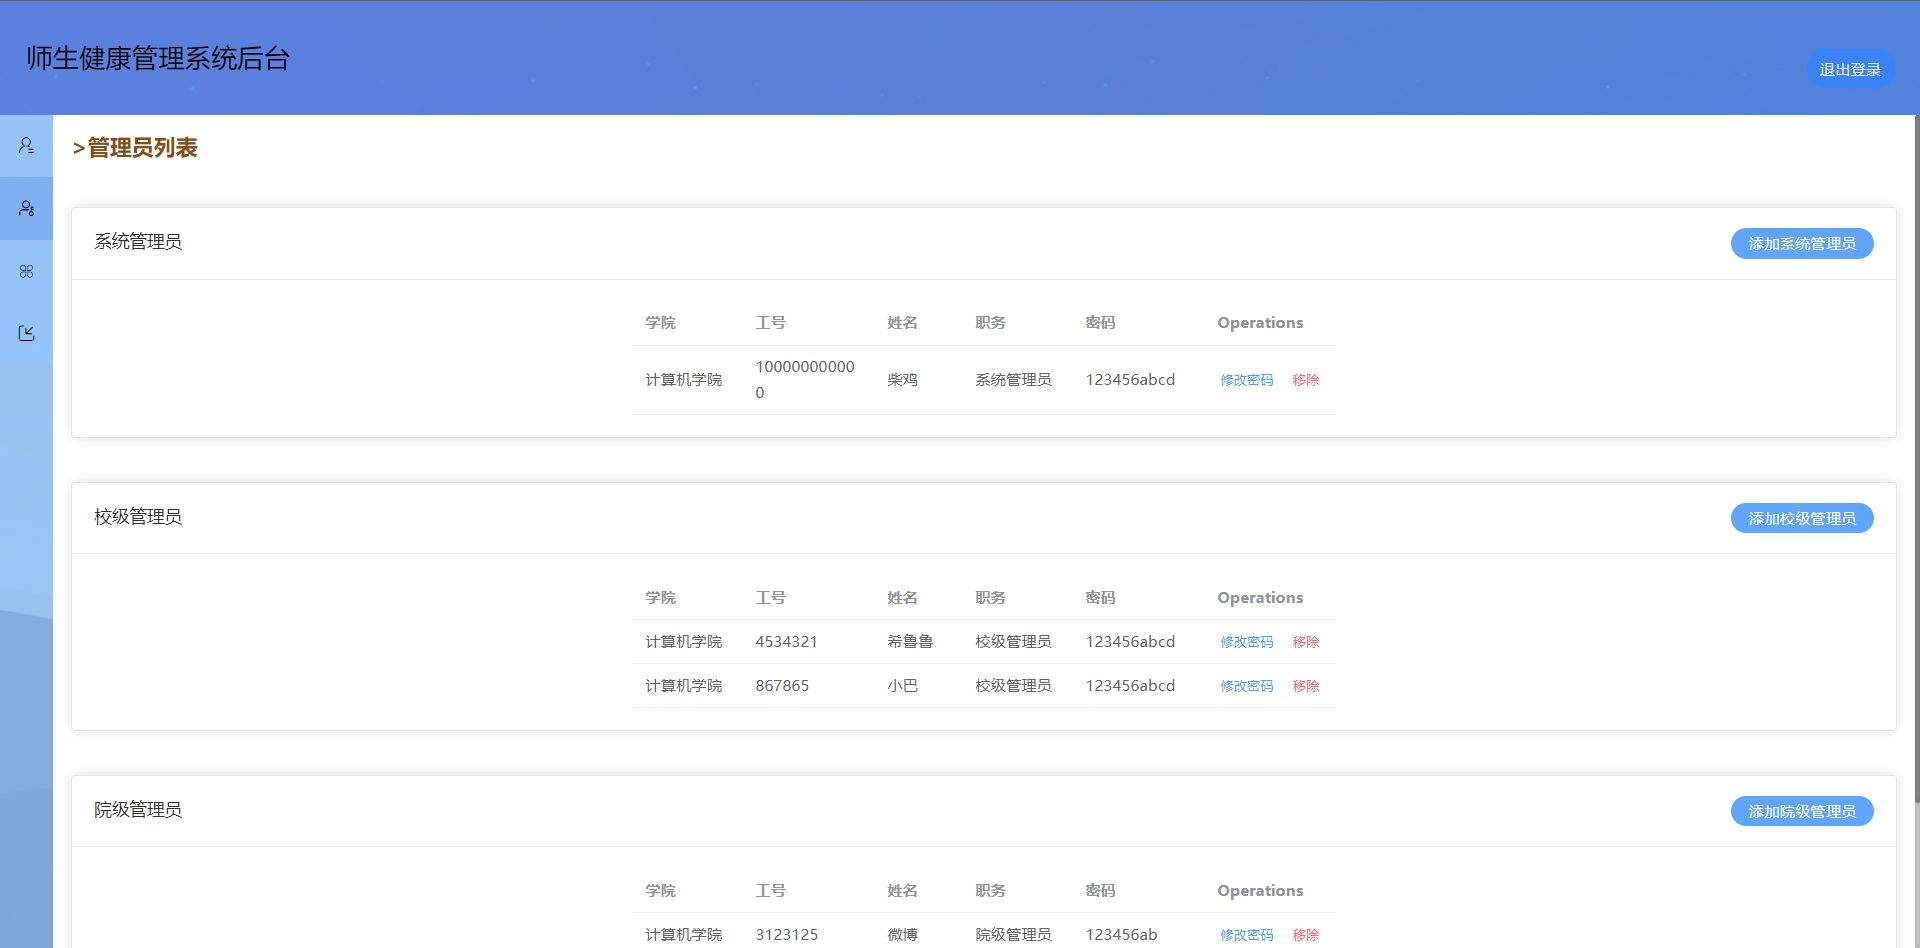 师生健康管理系统后台
退出登录
>管理员列表
系统管理员 添加系统管理员
学院 工号 姓名 职务 密码 Operations
计算机学院 10000000000 柴鸡 系统管理员 123456abcd 修改密码 移除
0
校级管理员 添加校级管理员
学院 工号 姓名 职务 密码 Operations
计算机学院 4534321 希鲁鲁 校级管理员 123456abcd 修改密码 移除
计算机学院 867865 小巴 校级管理员 123456abcd 修改密码 移除
院级管理员 添加院级管理员
学院 工号 姓名 职务 密码 Operations
计算机学院 3123125 微博 院级管理员 123456ab 修改密码 移除